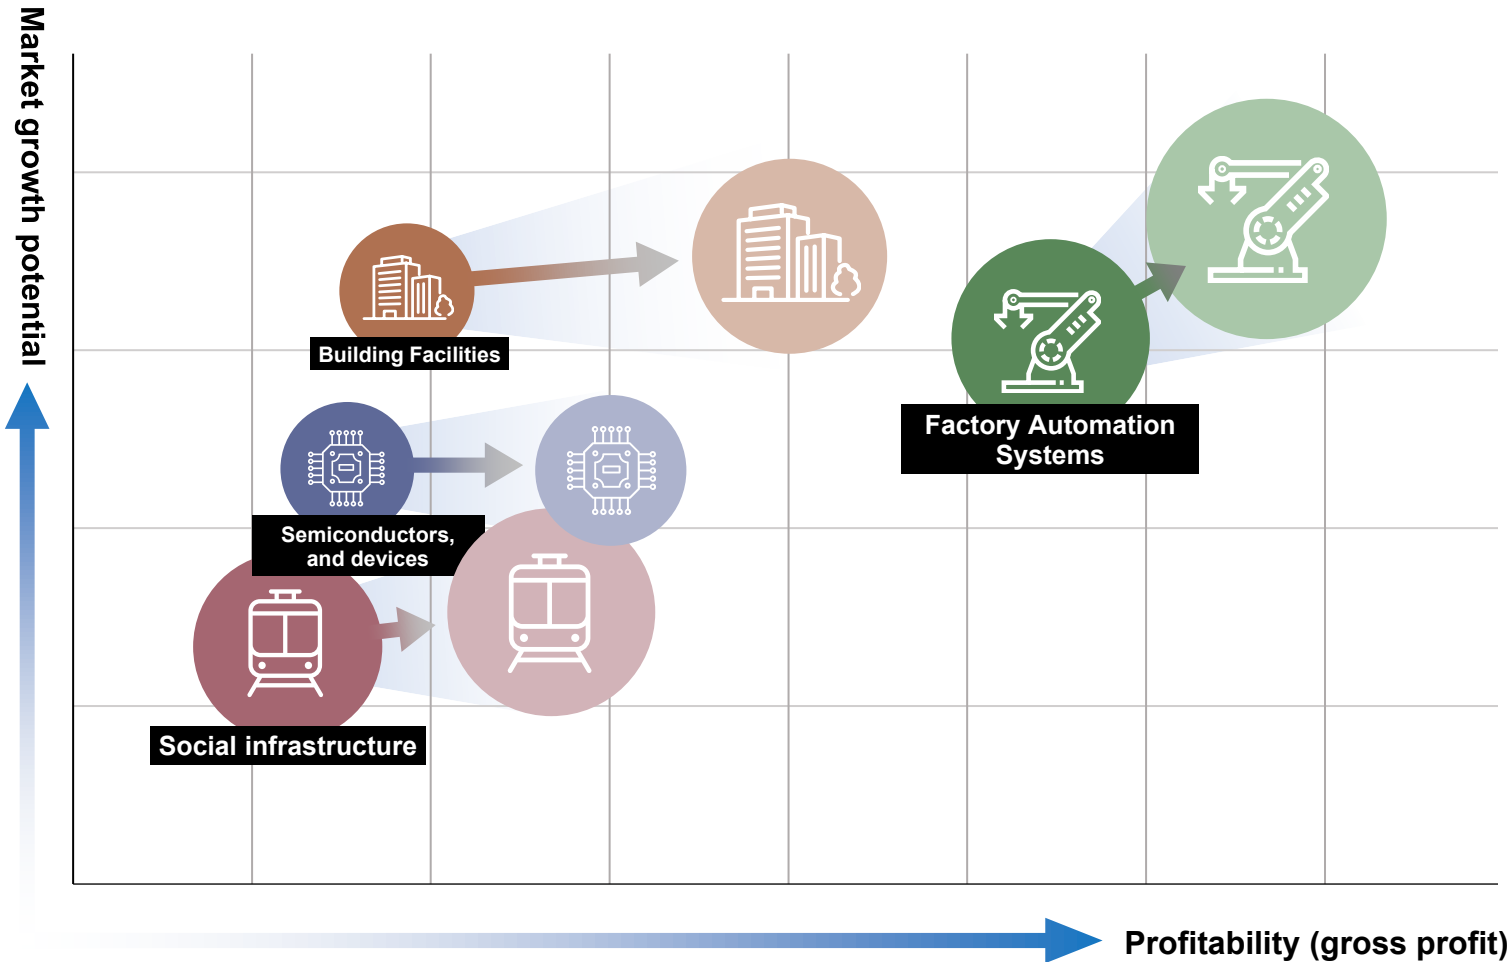 Market growth potential
Building Facilities
Factory Automation
Systems
Semiconductors,
and devices
Social infrastructure
Profitability (gross profit)